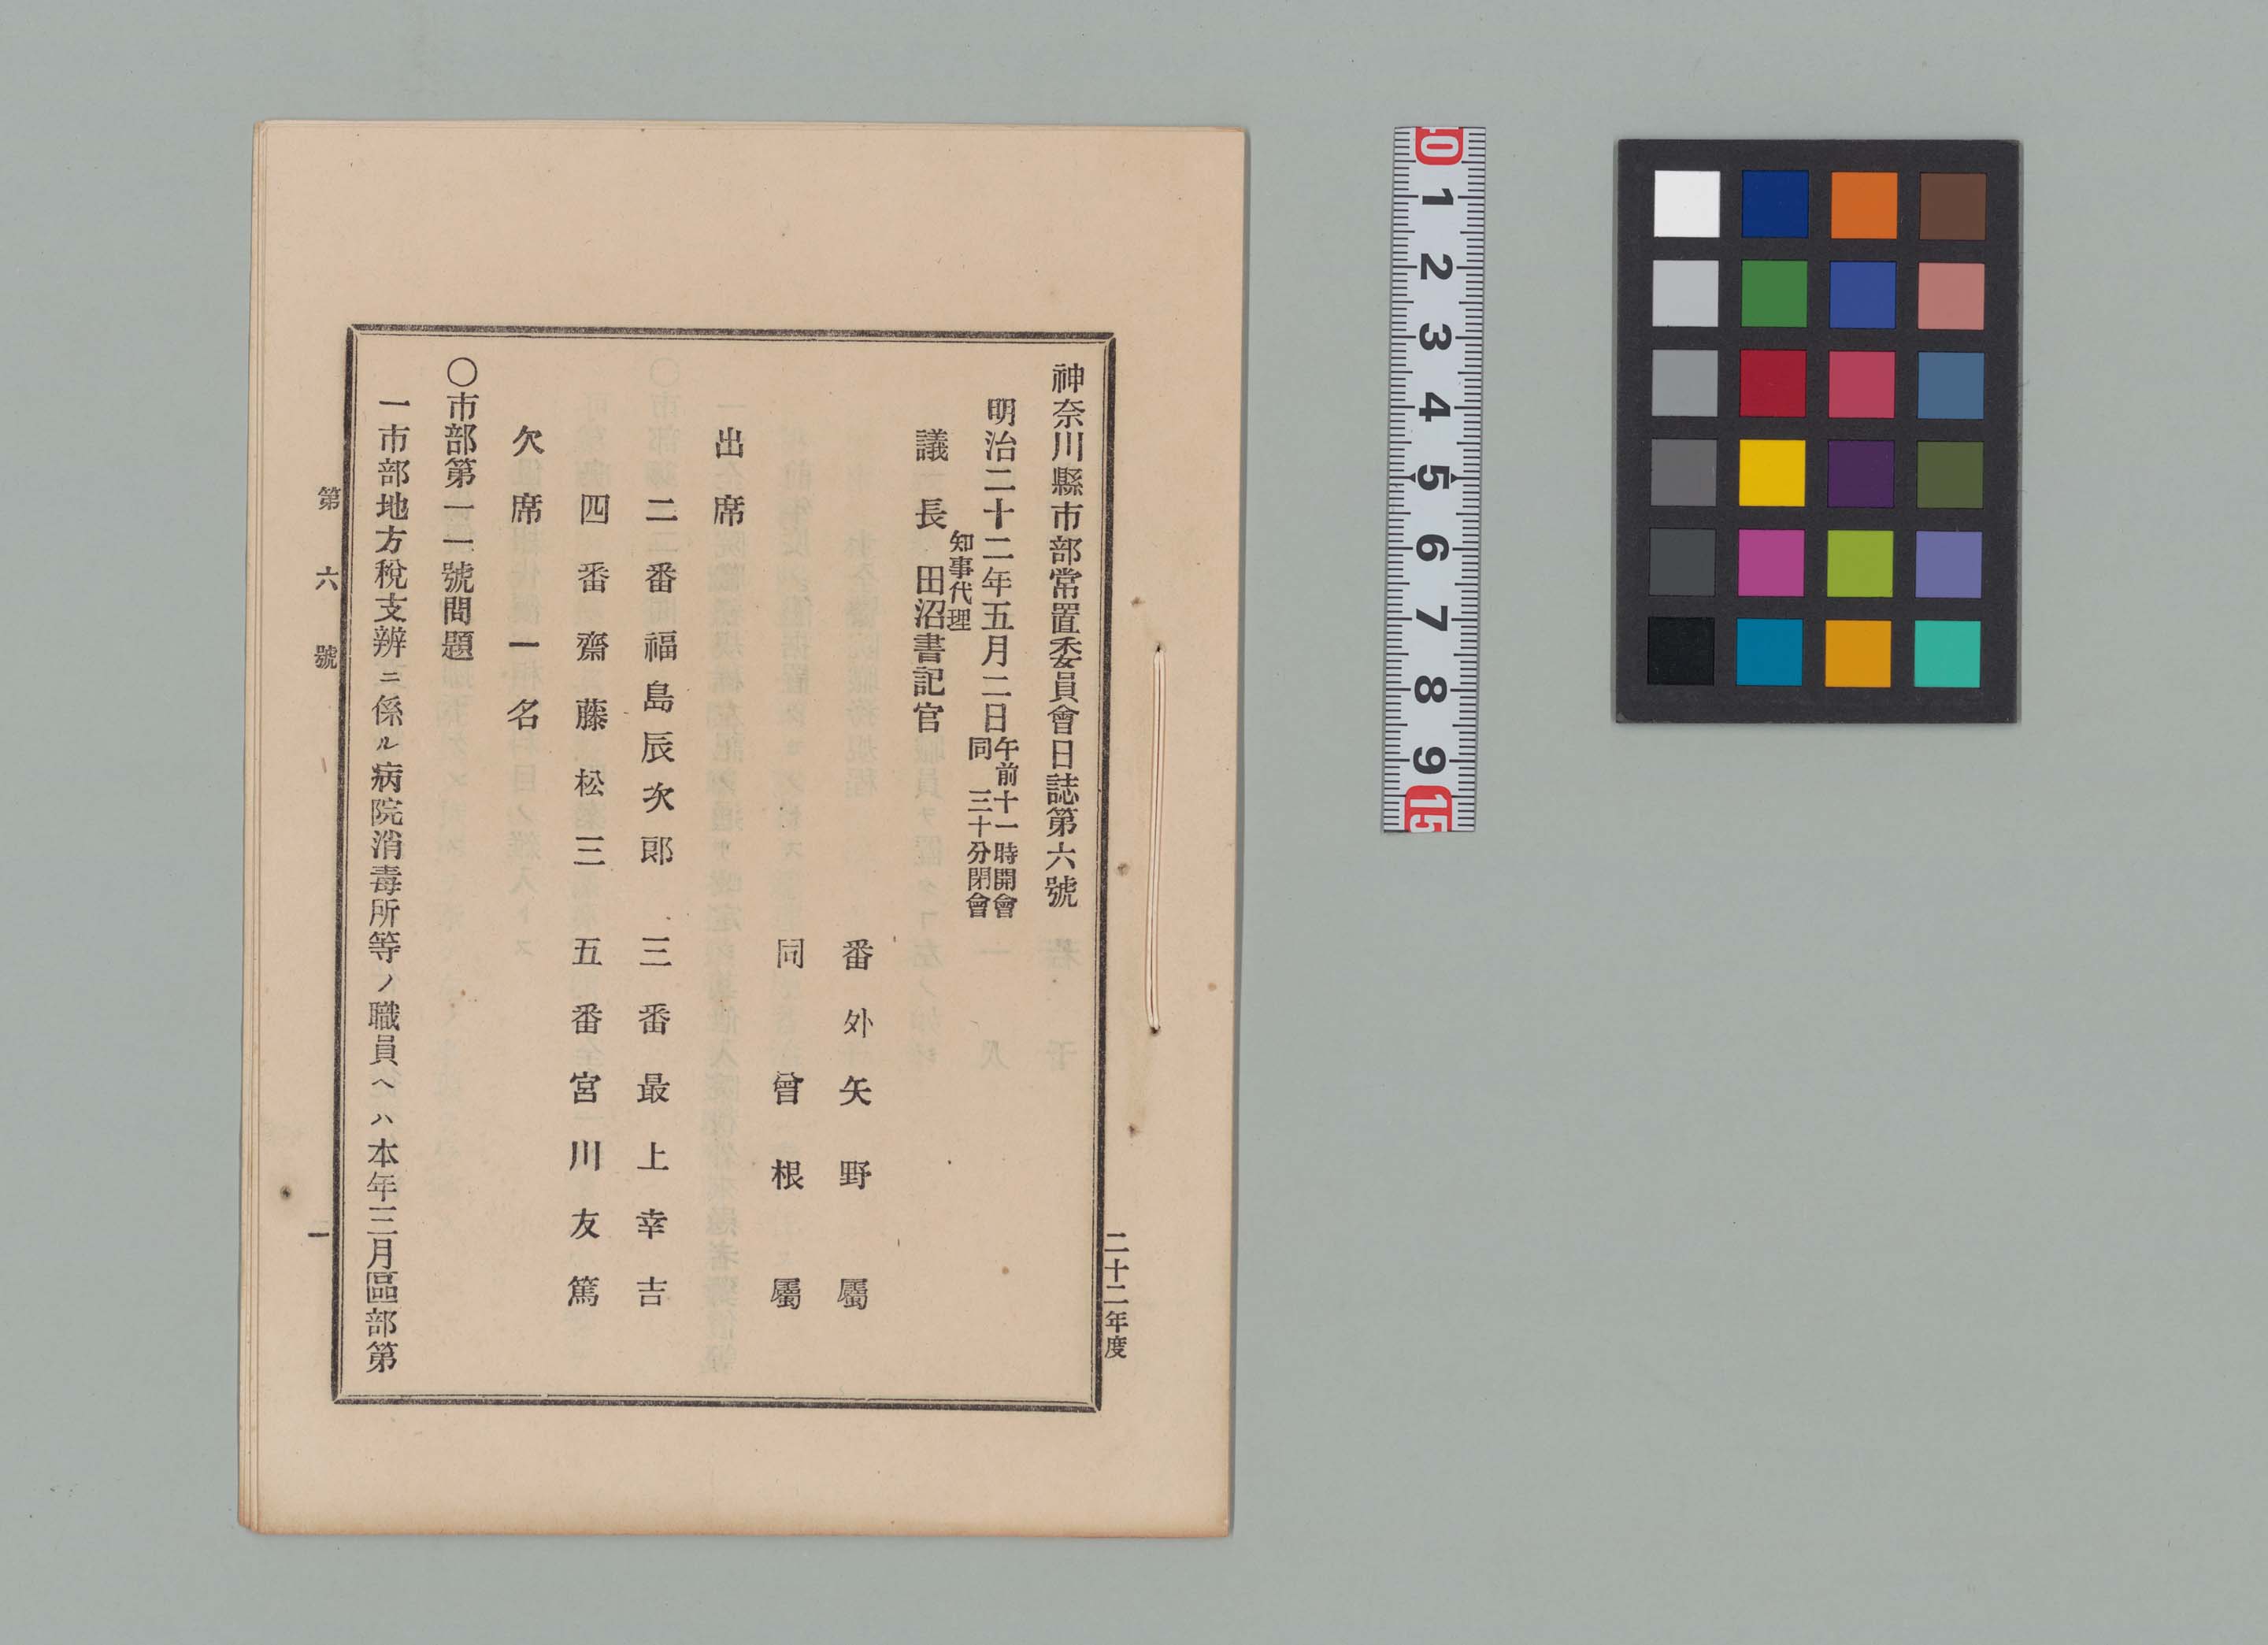 神奈川縣市部常置委員會日誌第六號
明治二十二年五月二日
午前十一時開會
同 三十分閉會
知事代理
議長 田沼書記官
番外 矢野屬
同 曾根屬
出席 二番 福島辰次郎 三番 最上幸吉
四番 齋藤松三 五番 宮川友篤
欠席 一名
〇市部第一一號問題
一市部地方稅支辨ニ係ル病院消毒所等ノ職員ヘハ本年三月區部第
二十二年度
第六號
一
0 1 2 3 4 5 6 7 8 9